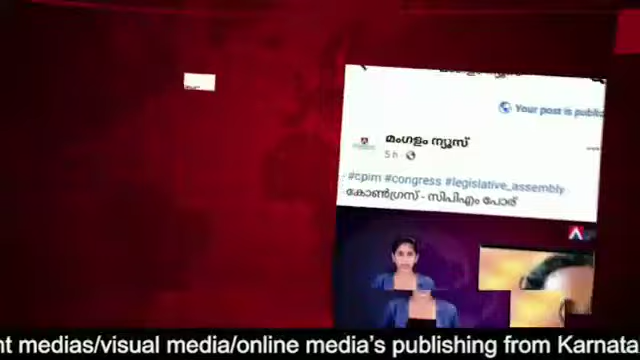 Your post is public
മംഗളം ന്യൂസ്
5 h
#cpim #congress #legislative_assembly
കോൺഗ്രസ് - സിപിഎം പോര്
nt medias/visual media/online media's publishing from Karnata